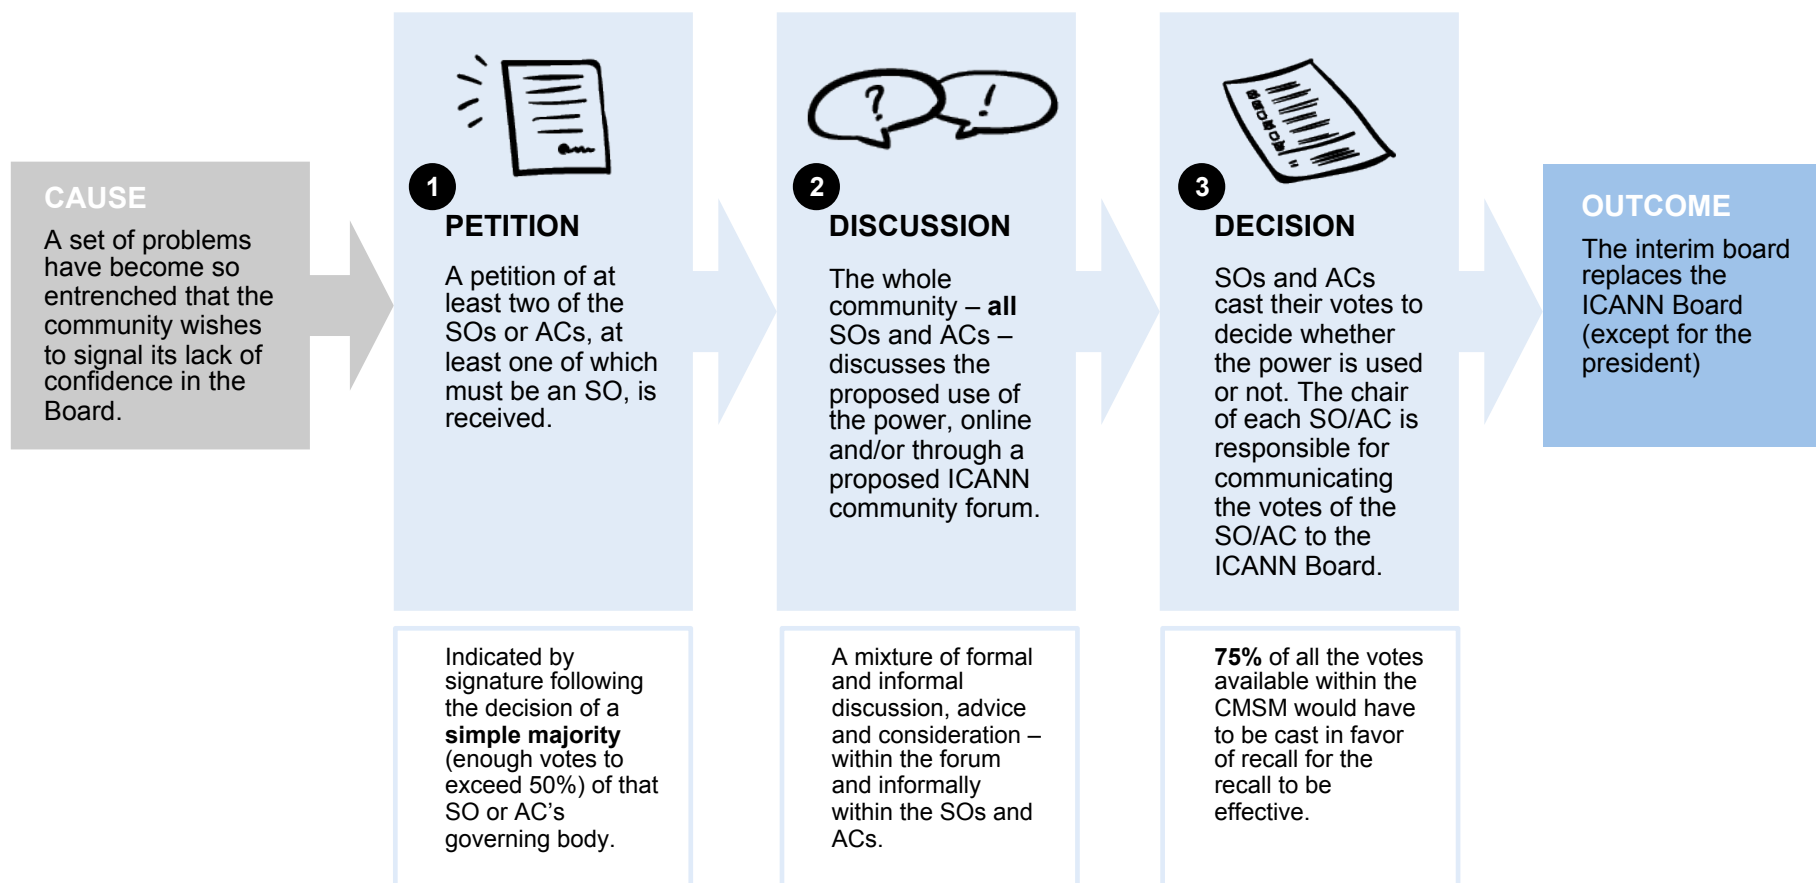 CAUSE
A set of problems
have become so
entrenched that the
community wishes
to signal its lack of
confidence in the
Board.
1
PETITION
A petition of at
least two of the
SOs or ACs, at
least one of which
must be an SO, is
received.
Indicated by
signature following
the decision of a
simple majority
(enough votes to
exceed 50%) of that
SO or AC’s
governing body.
?
!
2
DISCUSSION
The whole
community – all
SOs and ACs –
discusses the
proposed use of
the power, online
and/or through a
proposed ICANN
community forum.
A mixture of formal
and informal
discussion, advice
and consideration –
within the forum
and informally
within the SOs and
ACs.
3
DECISION
SOs and ACs
cast their votes to
decide whether
the power is used
or not. The chair
of each SO/AC is
responsible for
communicating
the votes of the
SO/AC to the
ICANN Board.
75% of all the votes
available within the
CMSM would have
to be cast in favor
of recall for the
recall to be
effective.
OUTCOME
The interim board
replaces the
ICANN Board
(except for the
president)